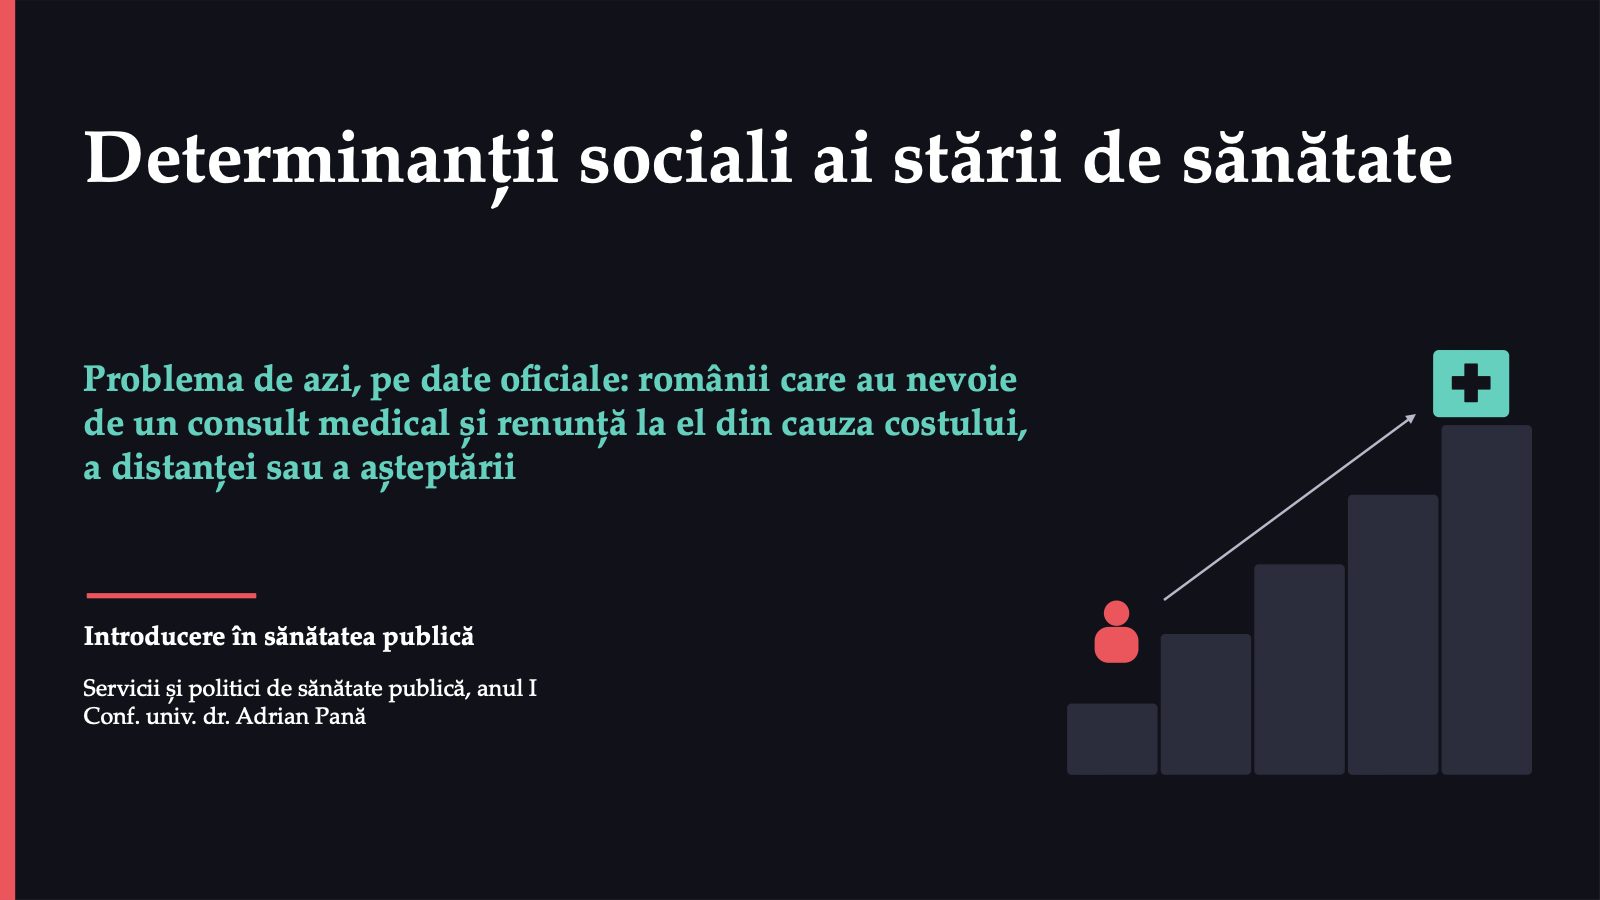 Determinanții sociali ai stării de sănătate
Problema de azi, pe date oficiale: românii care au nevoie
de un consult medical și renunță la el din cauza costului,
a distanței sau a așteptării
Introducere în sănătatea publică
Servicii și politici de sănătate publică, anul I
Conf. univ. dr. Adrian Pană